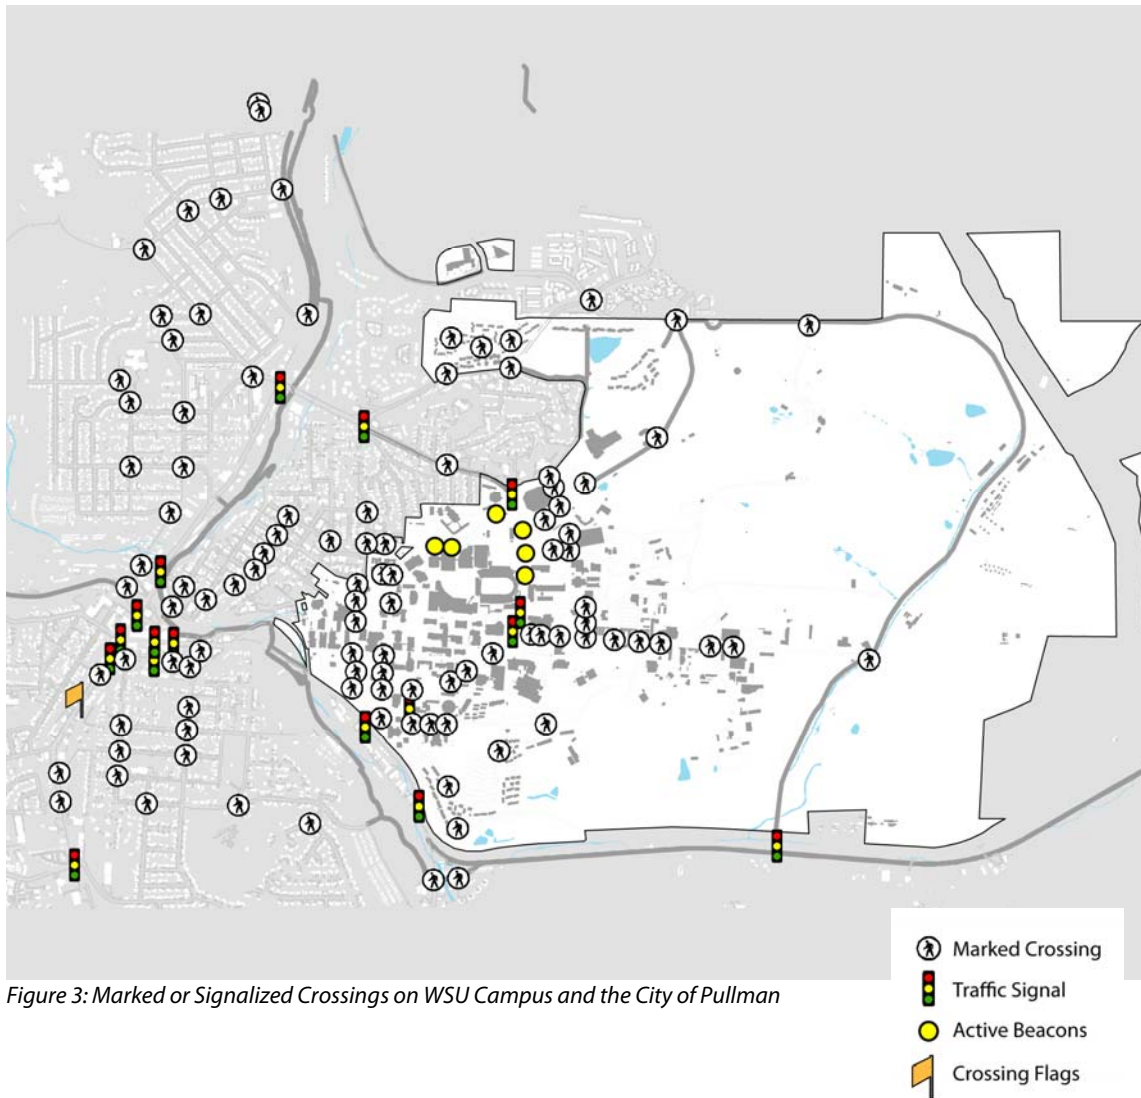 Figure 3: Marked or Signalized Crossings on WSU Campus and the City of Pullman
Marked Crossing
Traffic Signal
Active Beacons
Crossing Flags